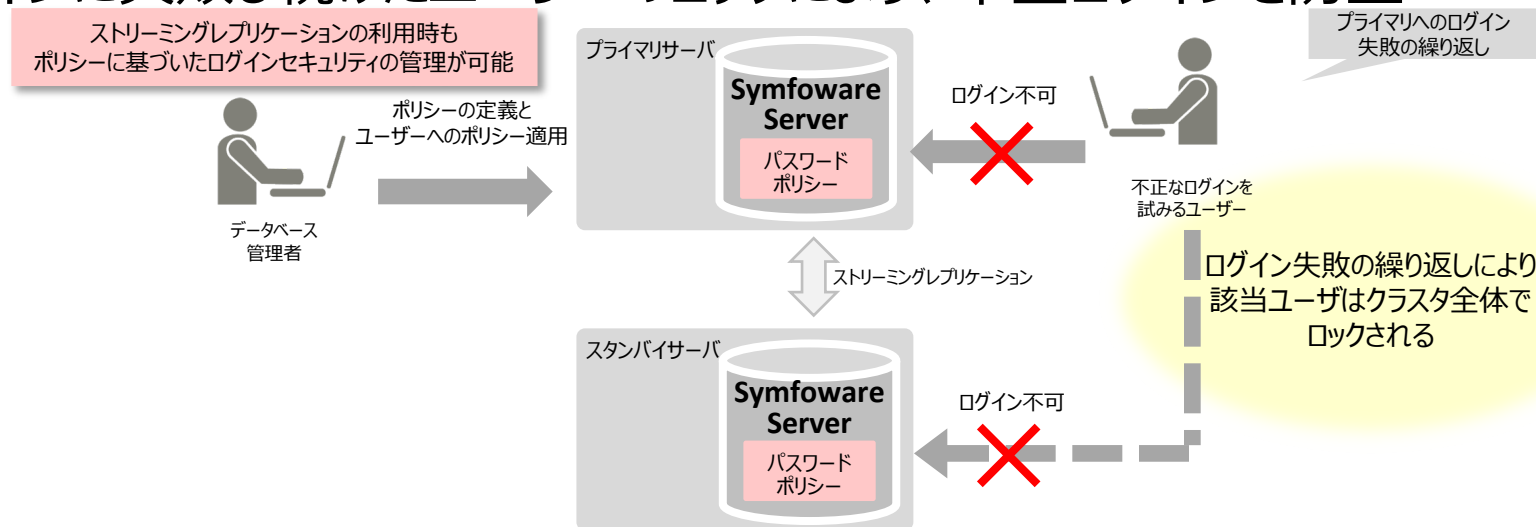 ストリーミングレプリケーションの利用時も
ポリシーに基づいたログインセキュリティの管理が可能
プライマリへのログイン
失敗の繰り返し
プライマリサーバ
Symfoware
Server
パスワード
ポリシー
ログイン不可
ポリシーの定義と
ユーザーへのポリシー適用
データベース
管理者
不正なログインを
試みるユーザー
ストリーミングレプリケーション
ログイン失敗の繰り返しにより
該当ユーザはクラスタ全体で
ロックされる
スタンバイサーバ
Symfoware
Server
パスワード
ポリシー
ログイン不可